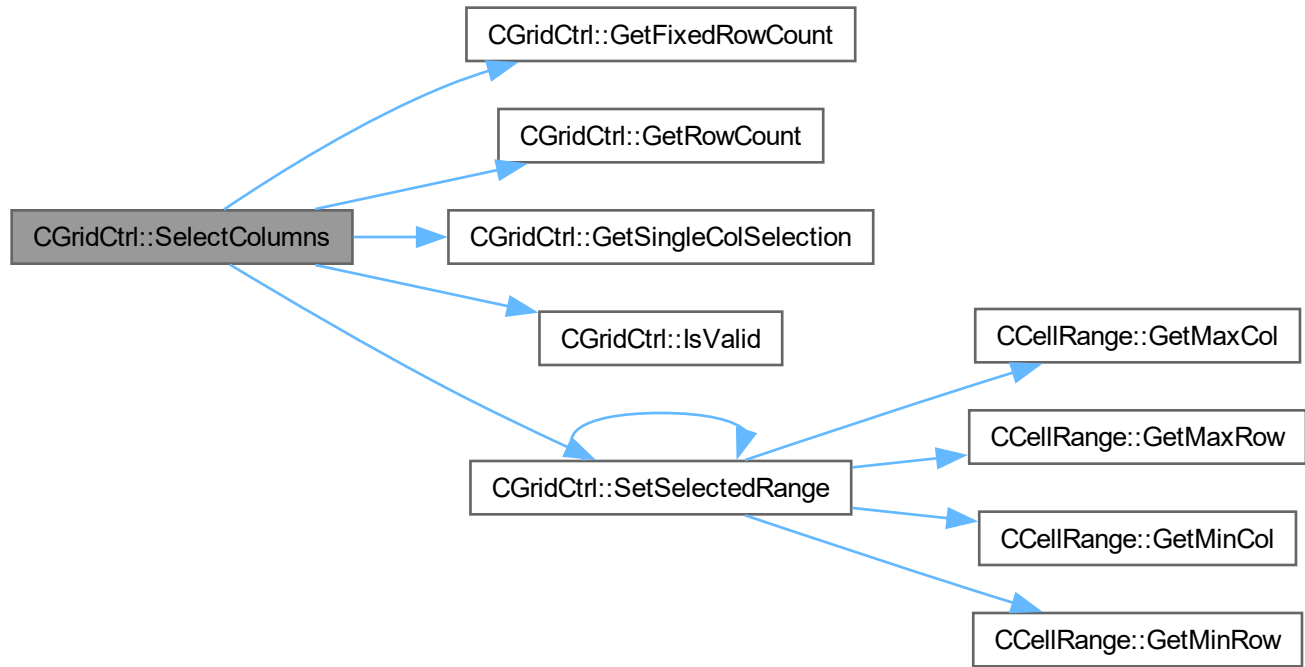 CGridCtrl::GetFixedRowCount
CGridCtrl::GetRowCount
CGridCtrl::SelectColumns
CGridCtrl::GetSingleColSelection
CGridCtrl::IsValid
CCellRange::GetMaxCol
CCellRange::GetMaxRow
CGridCtrl::SetSelectedRange
CCellRange::GetMinCol
CCellRange::GetMinRow